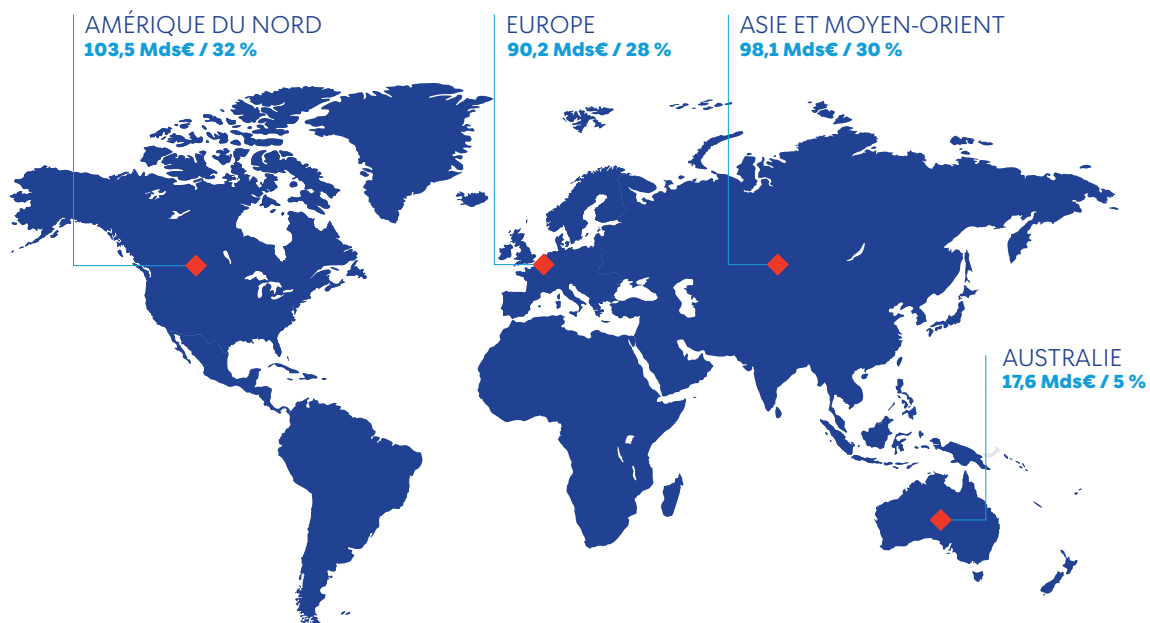 AMÉRIQUE DU NORD
103,5 Mds€ / 32 %
EUROPE
90,2 Mds€ / 28 %
ASIE ET MOYEN-ORIENT
98,1 Mds€ / 30 %
AUSTRALIE
17,6 Mds€ / 5 %